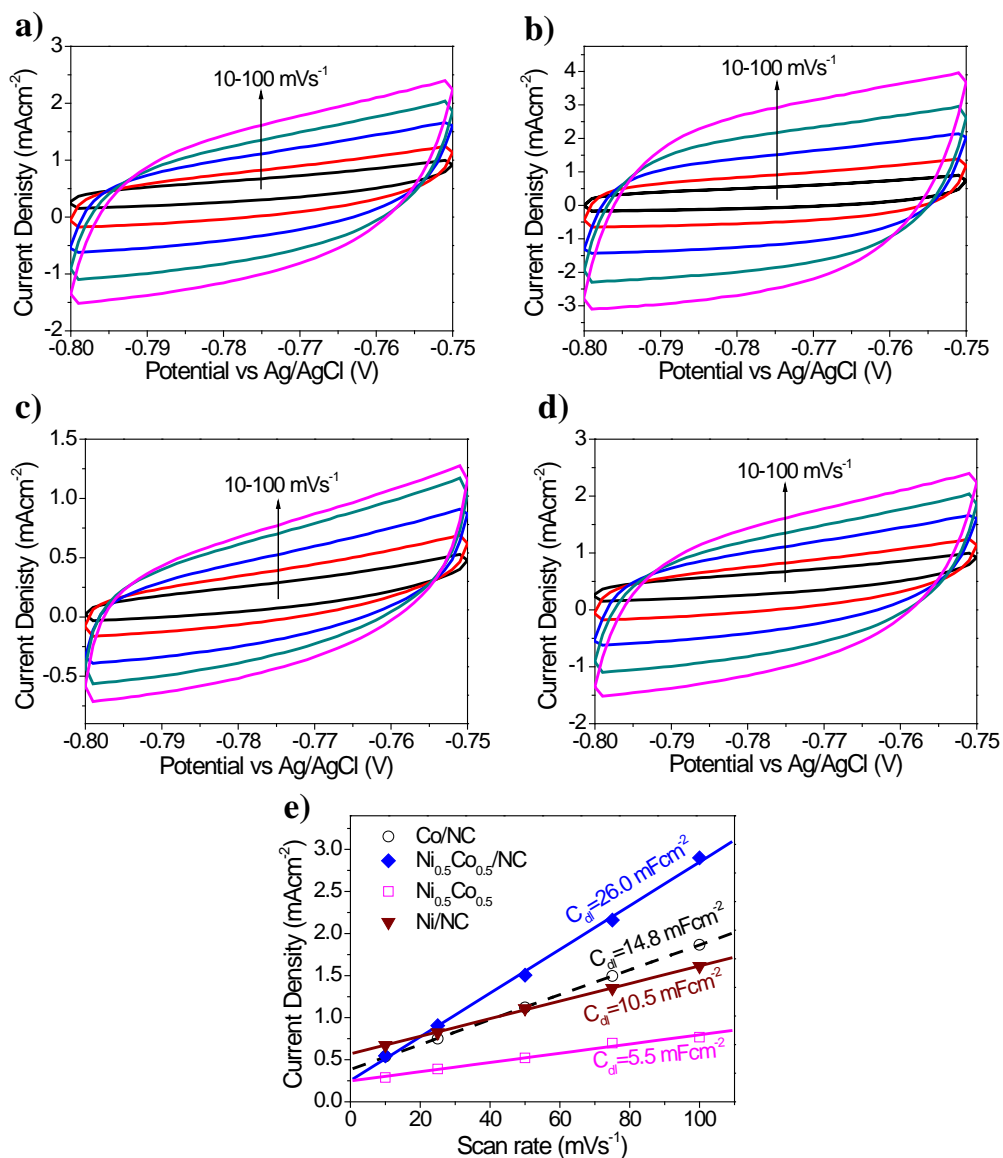 a)
3
2
1
0
-1
-2
10-100 mVs⁻¹
Current Denisty (mAcm⁻²)
-0.80 -0.79 -0.78 -0.77 -0.76 -0.75
Potential vs Ag/AgCl (V)
b)
4
3
2
1
0
-1
-2
-3
10-100 mVs⁻¹
Current Density (mAcm⁻²)
-0.80 -0.79 -0.78 -0.77 -0.76 -0.75
Potential vs Ag/AgCl (V)
c)
1.5
1.0
0.5
0.0
-0.5
10-100 mVs⁻¹
Current Denisty (mAcm⁻²)
-0.80 -0.79 -0.78 -0.77 -0.76 -0.75
Potential vs Ag/AgCl (V)
d)
3
2
1
0
-1
-2
10-100 mVs⁻¹
Current Denisty (mAcm⁻²)
-0.80 -0.79 -0.78 -0.77 -0.76 -0.75
Potential vs Ag/AgCl (V)
e)
Co/NC
Ni₀.₅Co₀.₅/NC
Ni₀.₅Co₀.₅
Ni/NC
3.0
2.5
2.0
1.5
1.0
0.5
0.0
Current Density (mAcm⁻²)
C_dl=26.0 mFcm⁻²
C_dl=14.8 mFcm⁻²
C_dl=10.5 mFcm⁻²
C_dl=5.5 mFcm⁻²
0 20 40 60 80 100
Scan rate (mVs⁻¹)